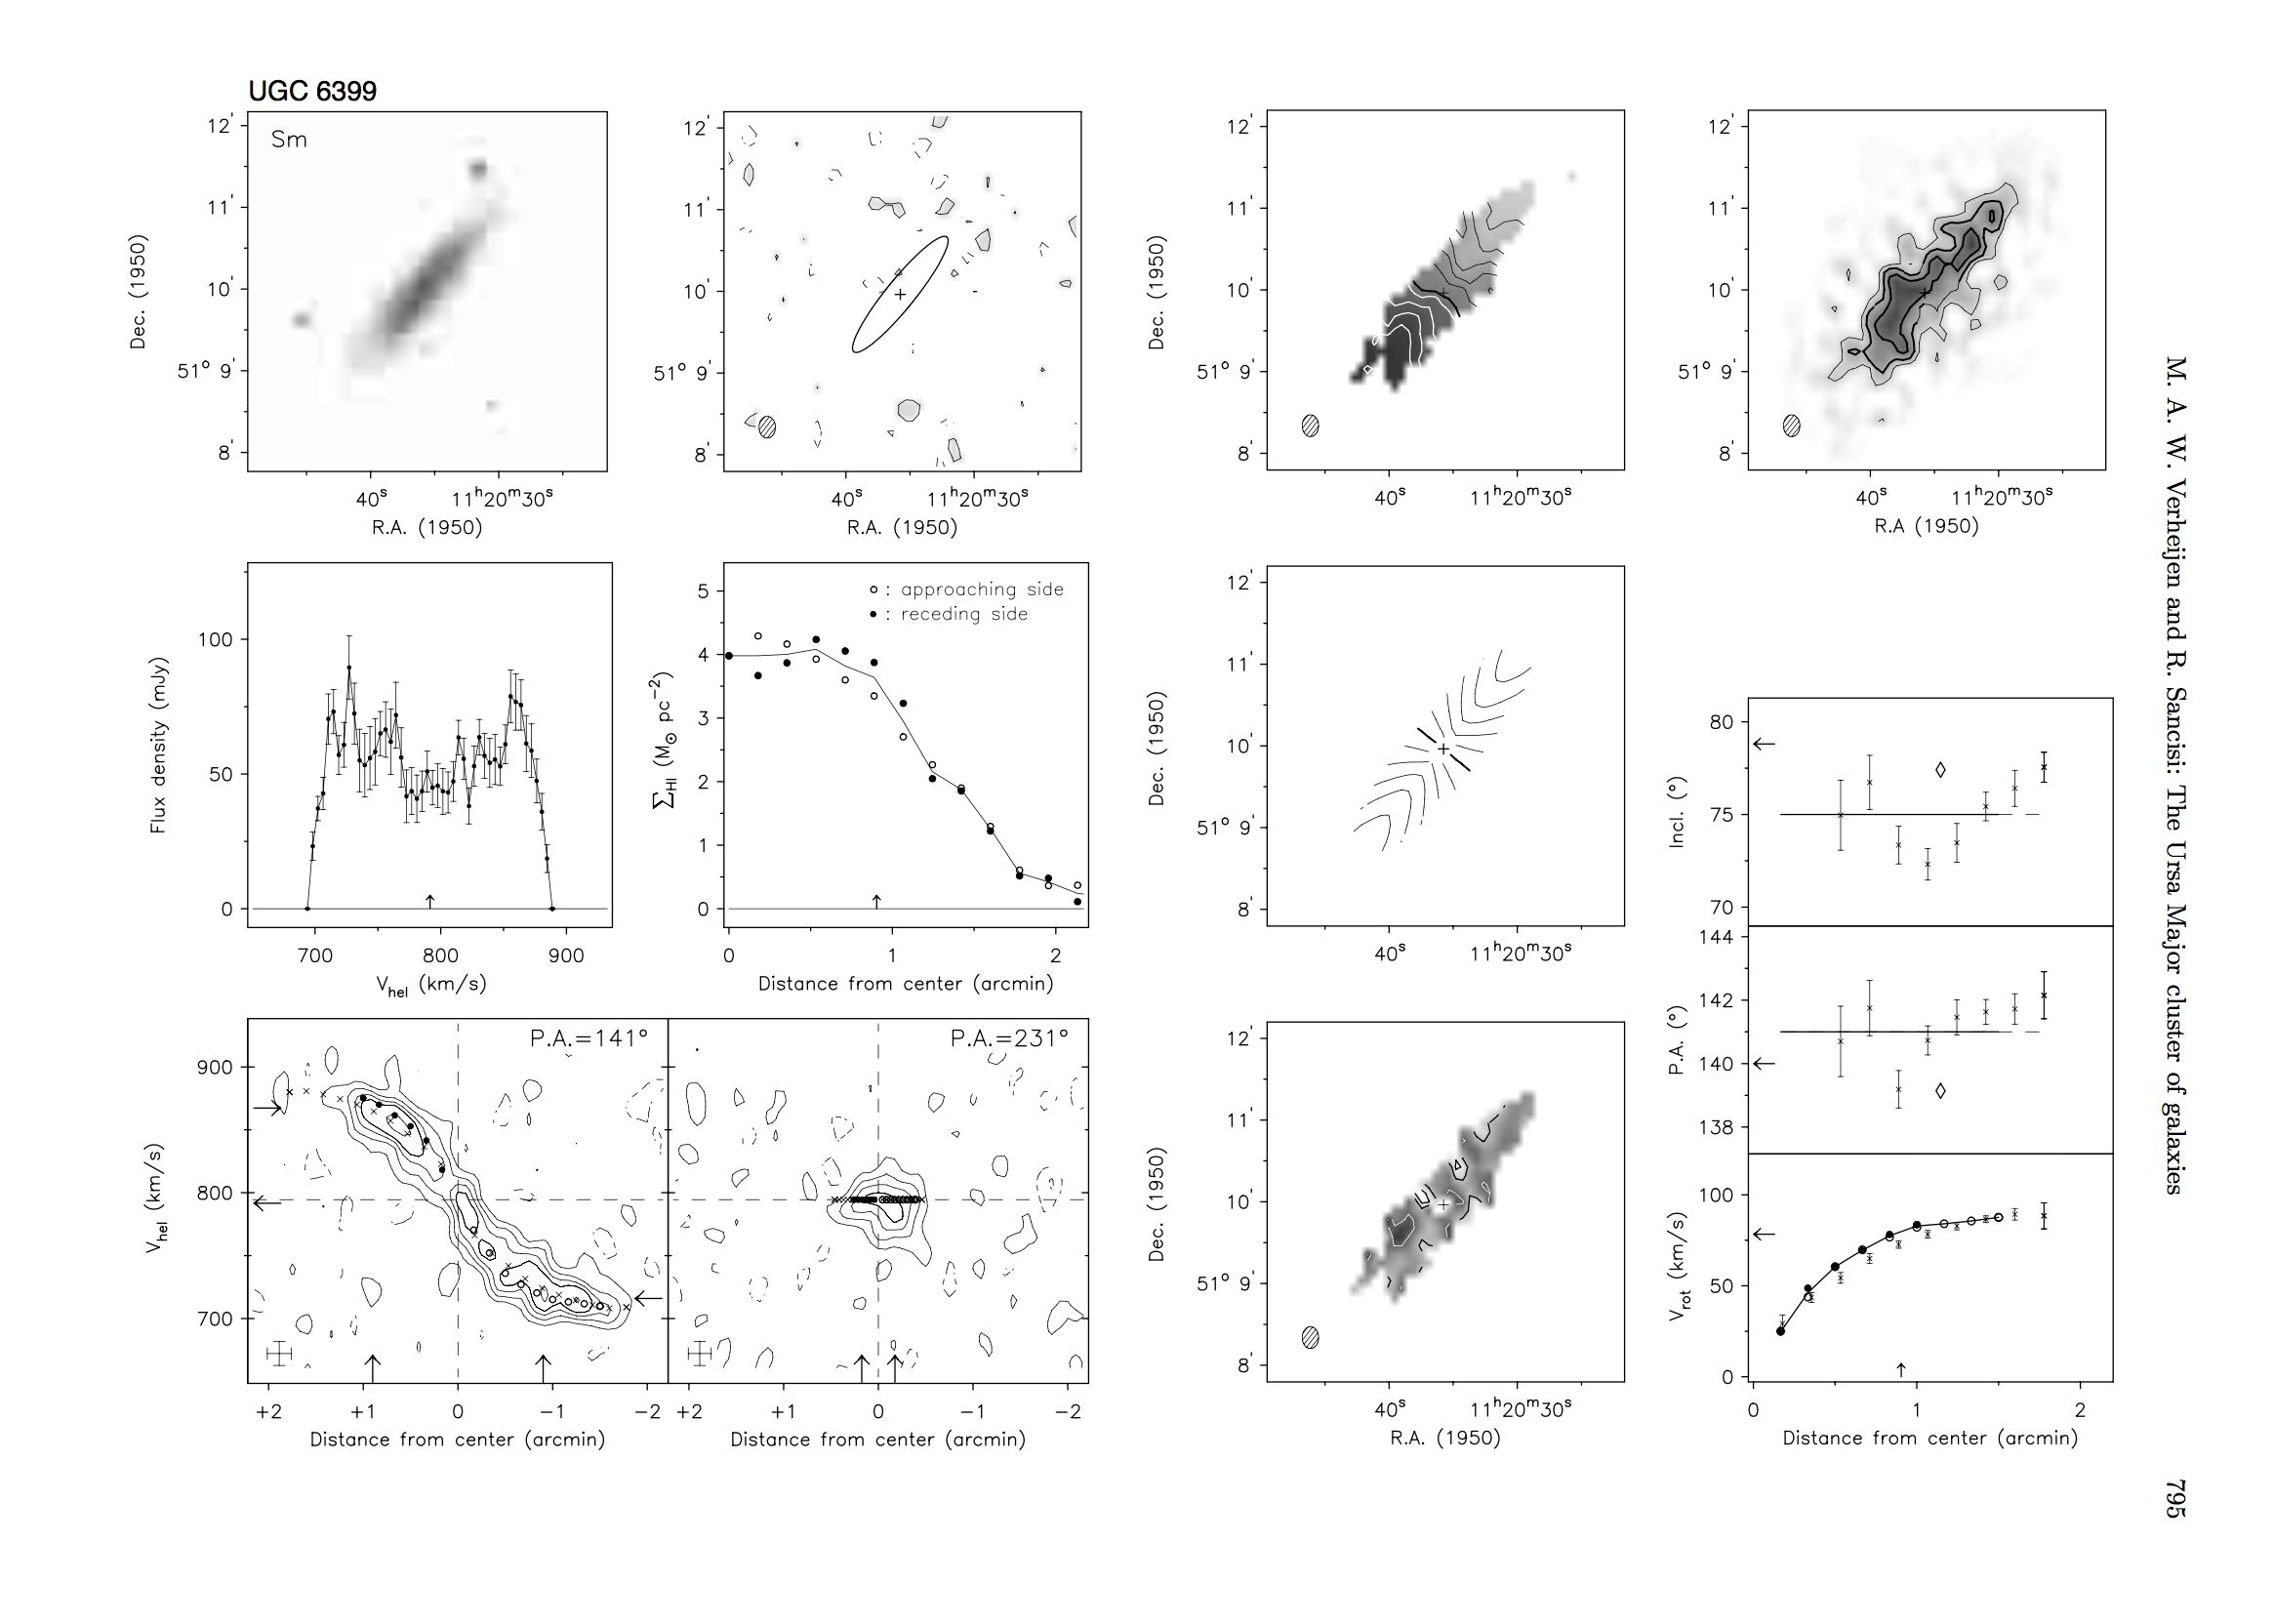 UGC 6399
Sm
12'
11'
10'
51° 9'
8'
Dec. (1950)
40ˢ
11ʰ20ᵐ30ˢ
R.A. (1950)
12'
11'
10'
51° 9'
8'
40ˢ
11ʰ20ᵐ30ˢ
R.A. (1950)
12'
11'
10'
51° 9'
8'
Dec. (1950)
40ˢ
11ʰ20ᵐ30ˢ
12'
11'
10'
51° 9'
8'
40ˢ
11ʰ20ᵐ30ˢ
R.A (1950)
100
50
0
Flux density (mJy)
700
800
900
V_hel (km/s)
○ : approaching side
● : receding side
5
4
3
2
1
0
Σ_HI (M⊙ pc⁻²)
0
1
2
Distance from center (arcmin)
12'
11'
10'
51° 9'
8'
Dec. (1950)
40ˢ
11ʰ20ᵐ30ˢ
80
75
70
Incl. (°)
144
142
140
138
P.A. (°)
100
50
0
V_rot (km/s)
0
1
2
Distance from center (arcmin)
P.A.=141°
P.A.=231°
900
800
700
V_hel (km/s)
+2
+1
0
−1
−2
Distance from center (arcmin)
+2
+1
0
−1
−2
Distance from center (arcmin)
12'
11'
10'
51° 9'
8'
Dec. (1950)
40ˢ
11ʰ20ᵐ30ˢ
R.A. (1950)
M. A. W. Verheijen and R. Sancisi: The Ursa Major cluster of galaxies
795